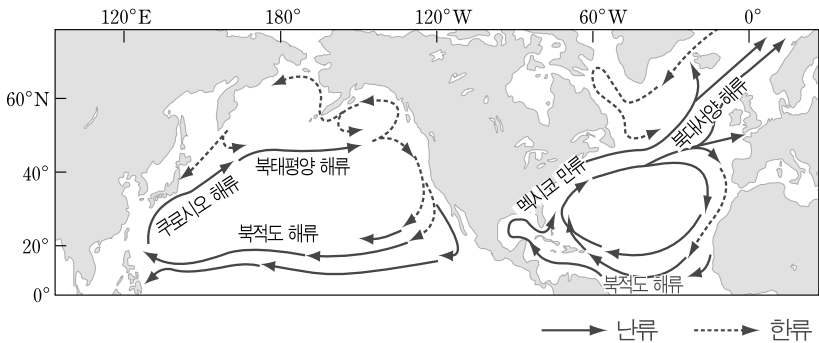 120°E 180° 120°W 60°W 0°
60°N
40°
20°
0°
북태평양 해류
쿠로시오 해류
북적도 해류
북대서양 해류
멕시코 만류
북적도 해류
난류 한류